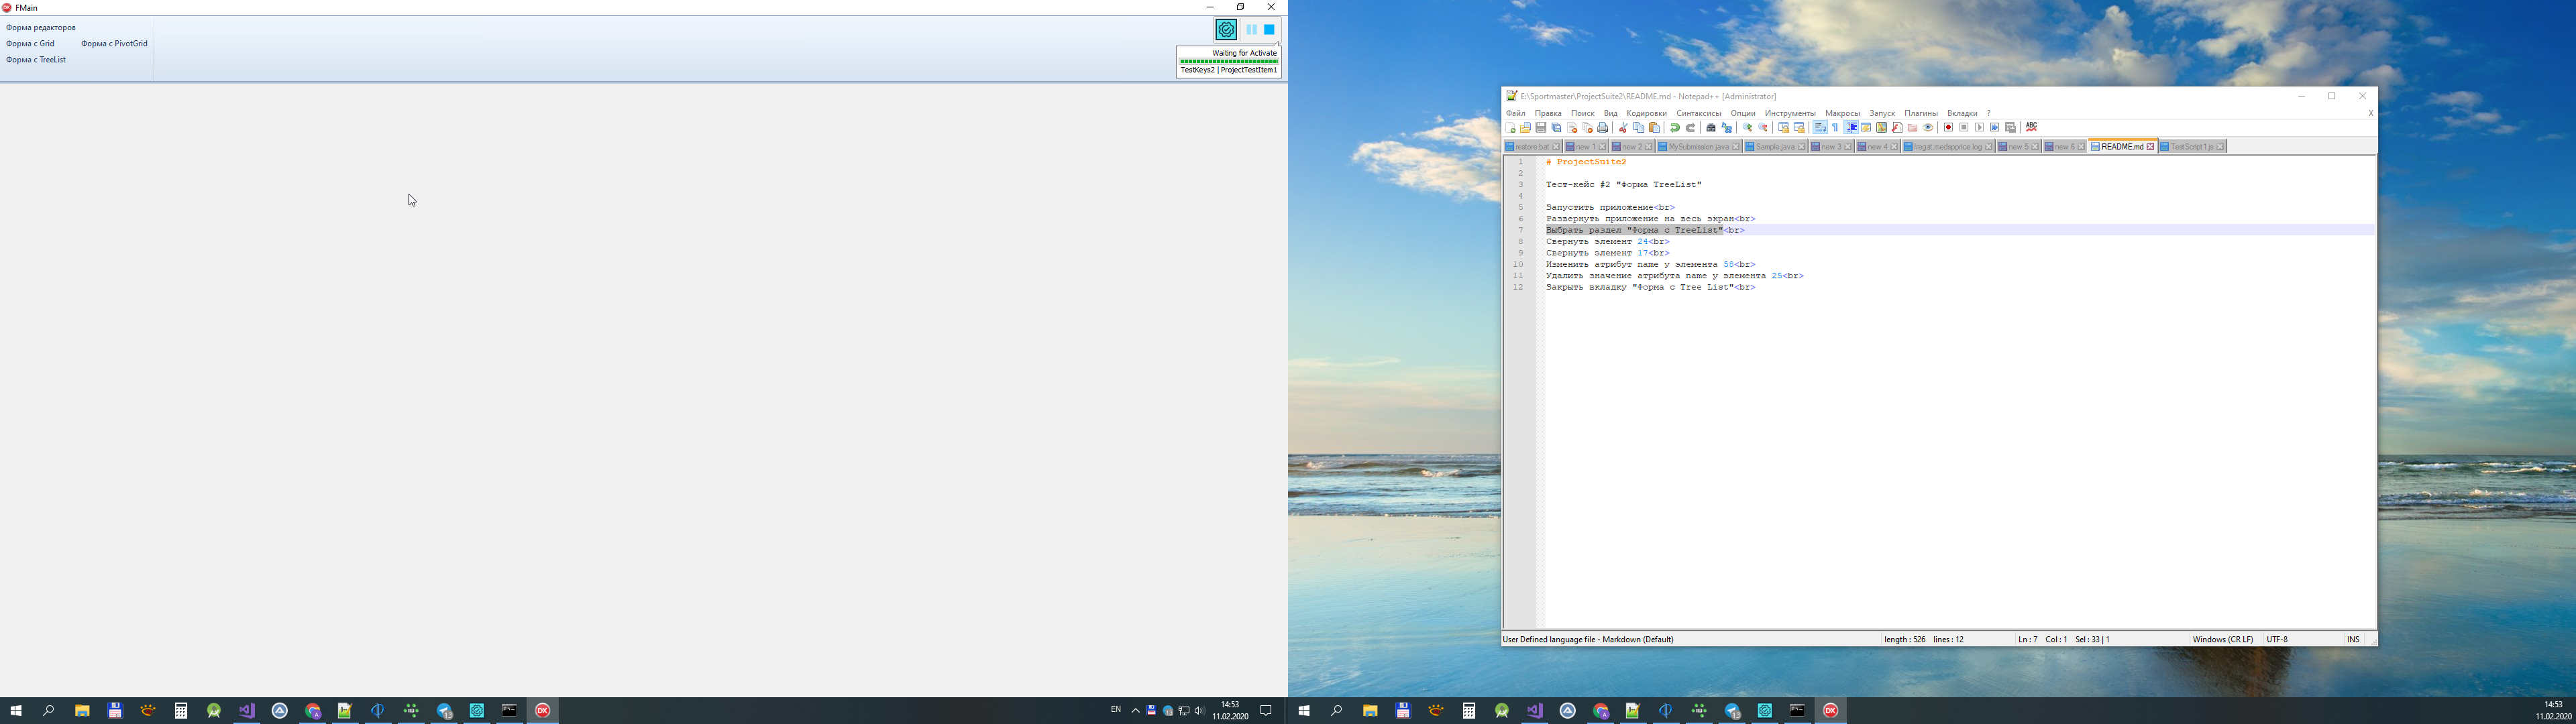 FMain
Форма редакторов
Форма с Grid
Форма с PivotGrid
Форма с TreeList
Waiting for Activate
TestKeys2 | ProjectTestItem1
E:\Sportmaster\ProjectSuite2\README.md - Notepad++ [Administrator]
Файл Правка Поиск Вид Кодировки Синтаксисы Опции Инструменты Макросы Запуск Плагины Вкладки ? X
restore.bat new 1 new 2 MySubmission.java Sample.java new 3 new 4 fregat.medspprice.log new 5 new 6 README.md TestScript1.js
1 # ProjectSuite2
2
3 Тест-кейс #2 "Форма TreeList"
4
5 Запустить приложение<br>
6 Развернуть приложение на весь экран<br>
7 Выбрать раздел "Форма с TreeList"<br>
8 Свернуть элемент 24<br>
9 Свернуть элемент 17<br>
10 Изменить атрибут name у элемента 58<br>
11 Удалить значение атрибута name у элемента 25<br>
12 Закрыть вкладку "Форма с Tree List"<br>
User Defined language file - Markdown (Default) length : 526 lines : 12 Ln : 7 Col : 1 Sel : 33 | 1 Windows (CR LF) UTF-8 INS
EN 14:53
11.02.2020
14:53
11.02.2020